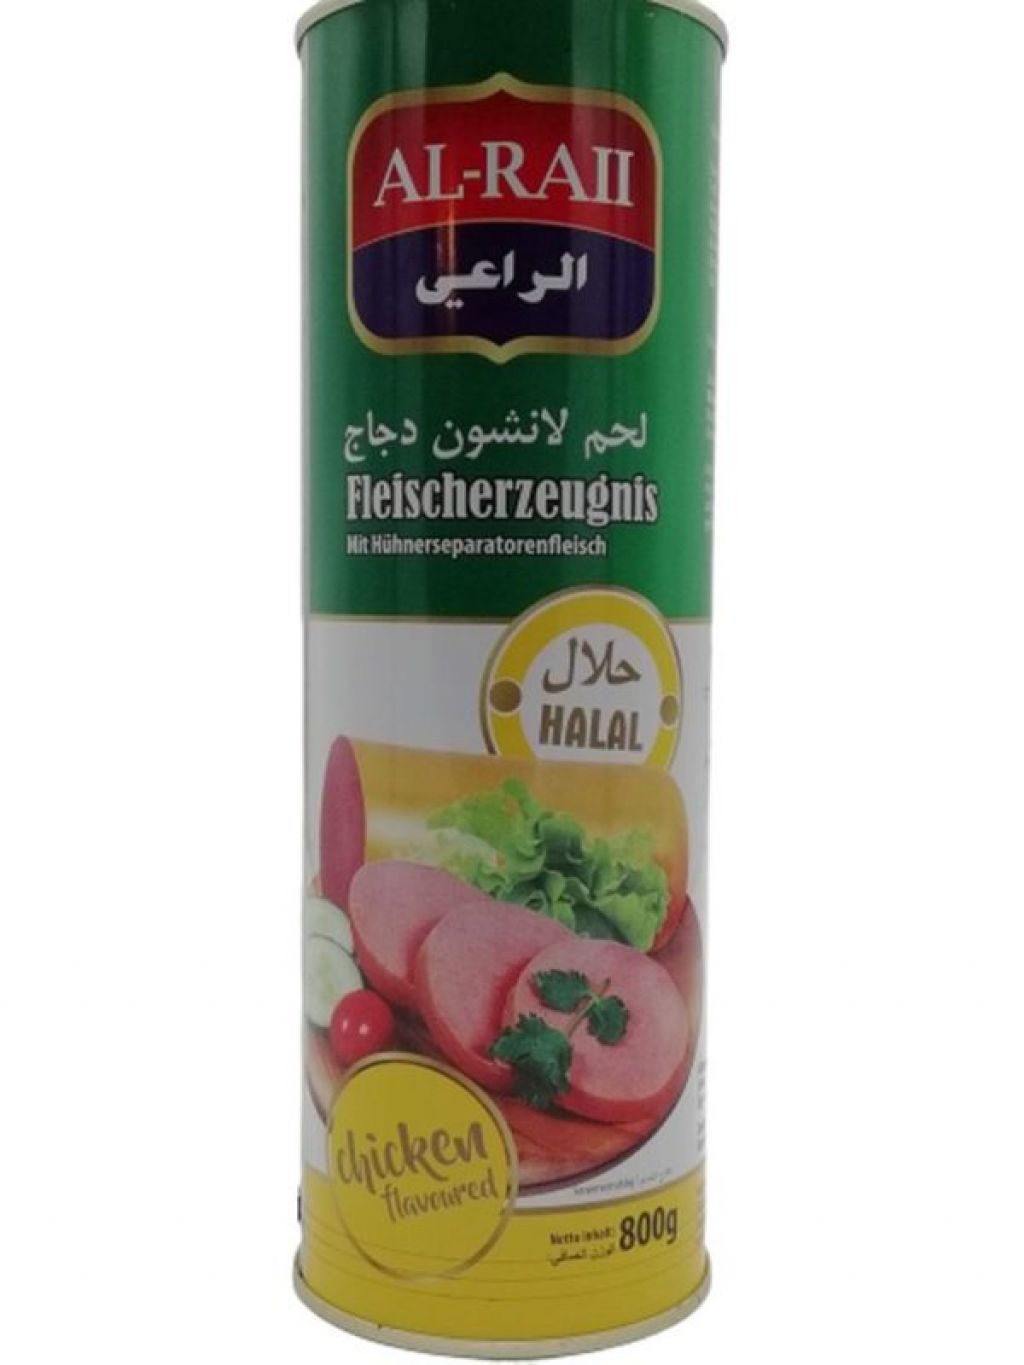 AL-RAII
الراعي
لحم لانشون دجاج
Fleischerzeugnis
Mit Hühnerseparatorenfleisch
حلال
HALAL
chicken
flavoured
Netto Inhalt: 800g
الوزن الصافي: